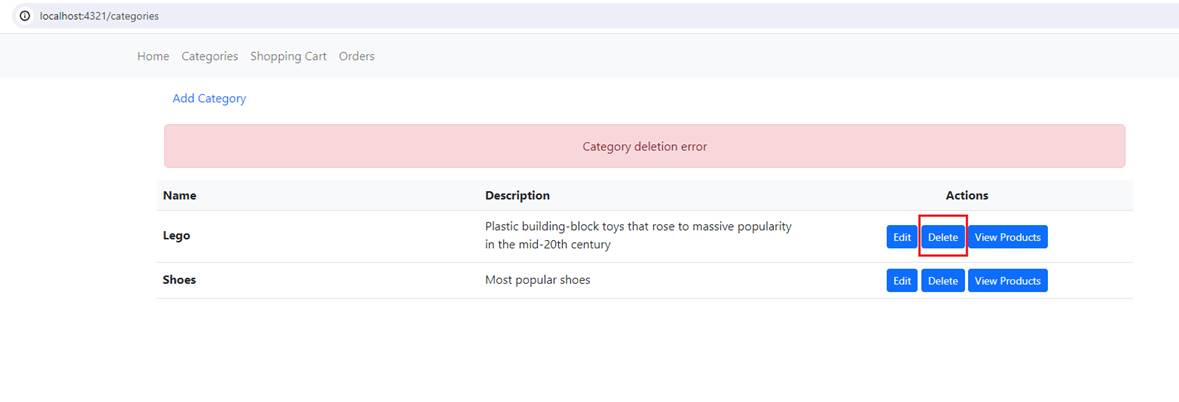 localhost:4321/categories
Home Categories Shopping Cart Orders
Add Category
Category deletion error
Name Description Actions
Lego Plastic building-block toys that rose to massive popularity Edit Delete View Products
in the mid-20th century
Shoes Most popular shoes Edit Delete View Products